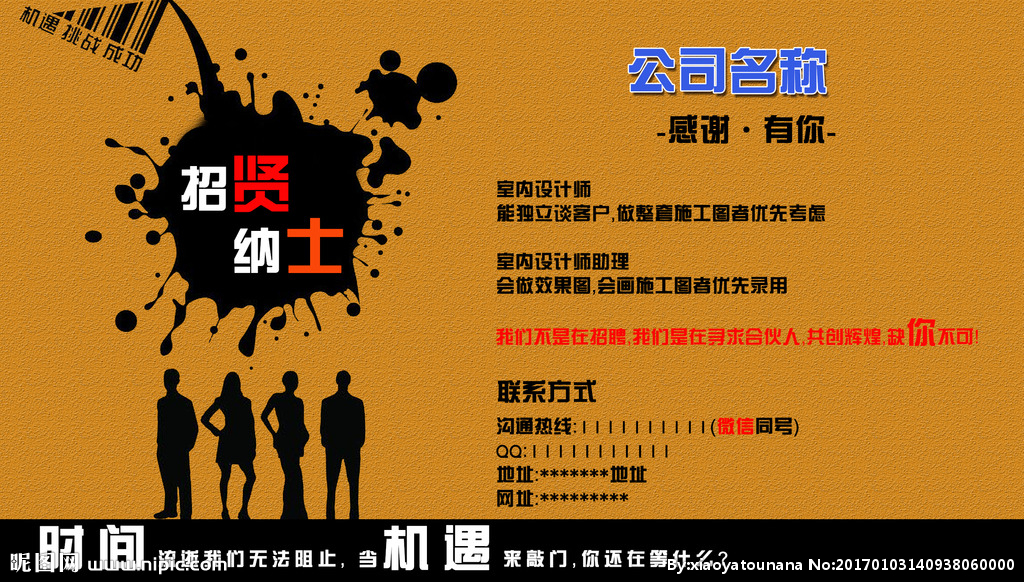 机遇 挑战 成功
招贤
纳士
公司名称
-感谢·有你-
室内设计师
能独立谈客户,做整套施工图者优先考虑
室内设计师助理
会做效果图,会画施工图者优先录用
我们不是在招聘,我们是在寻求合伙人,共创辉煌,缺你不可!
联系方式
沟通热线:11111111111(微信同号)
QQ:11111111111
地址:*******地址
网址:*********
时间流逝我们无法阻止,当机遇来敲门,你还在等什么?
昵图网 www.nipic.com
By:xiaoyatounana No:20170103140938060000